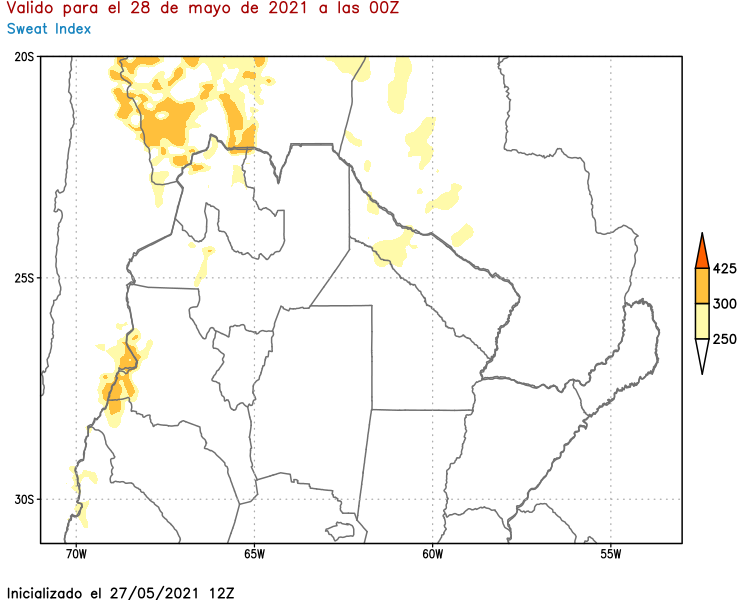 Valido para el 28 de mayo de 2021 a las 00Z
Sweat Index
20S
25S
30S
70W 65W 60W 55W
425
300
250
Inicializado el 27/05/2021 12Z